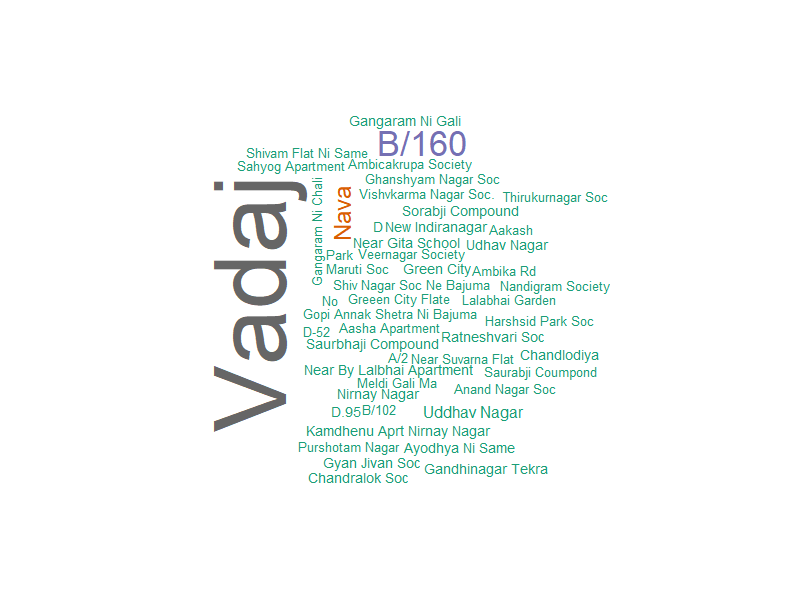 Gangaram Ni Gali
B/160
Shivam Flat Ni Same
Sahyog Apartment
Ambicakrupa Society
Vadaj
Gangaram Ni Chali
Nava
Ghanshyam Nagar Soc
Vishvkarma Nagar Soc.
Thirukurnagar Soc
Sorabji Compound
D
New Indiranagar
Aakash
Near Gita School
Udhav Nagar
Park
Veernagar Society
Maruti Soc
Green City
Ambika Rd
Shiv Nagar Soc Ne Bajuma
Nandigram Society
No
Greeen City Flate
Lalabhai Garden
Gopi Annak Shetra Ni Bajuma
Harshsid Park Soc
D-52
Aasha Apartment
Ratneshvari Soc
Saurbhaji Compound
A/2
Near Suvarna Flat
Chandlodiya
Near By Lalbhai Apartment
Saurabji Coumpond
Meldi Gali Ma
Anand Nagar Soc
Nirnay Nagar
D.95
B/102
Uddhav Nagar
Kamdhenu Aprt Nirnay Nagar
Purshotam Nagar
Ayodhya Ni Same
Gyan Jivan Soc
Gandhinagar Tekra
Chandralok Soc